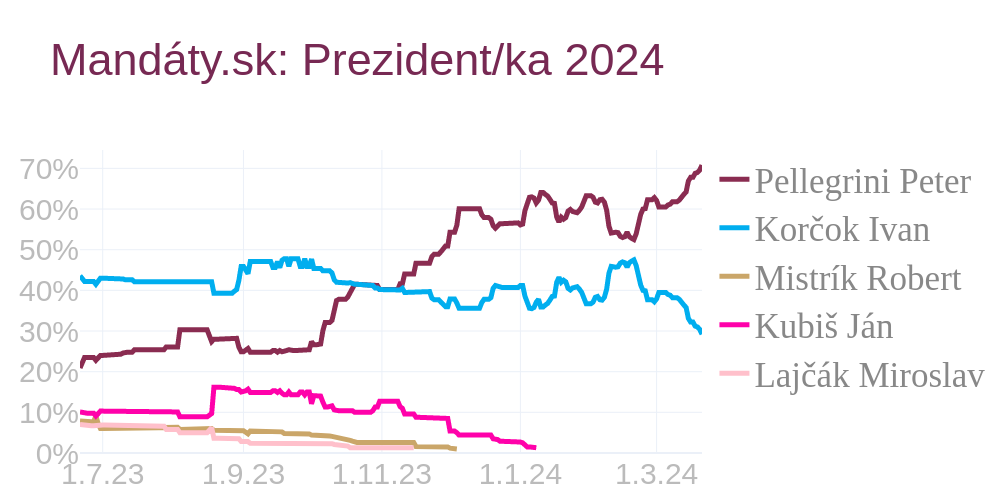 Mandáty.sk: Prezident/ka 2024
70%
60%
50%
40%
30%
20%
10%
0%
1.7.23 1.9.23 1.11.23 1.1.24 1.3.24
Pellegrini Peter
Korčok Ivan
Mistrík Robert
Kubiš Ján
Lajčák Miroslav